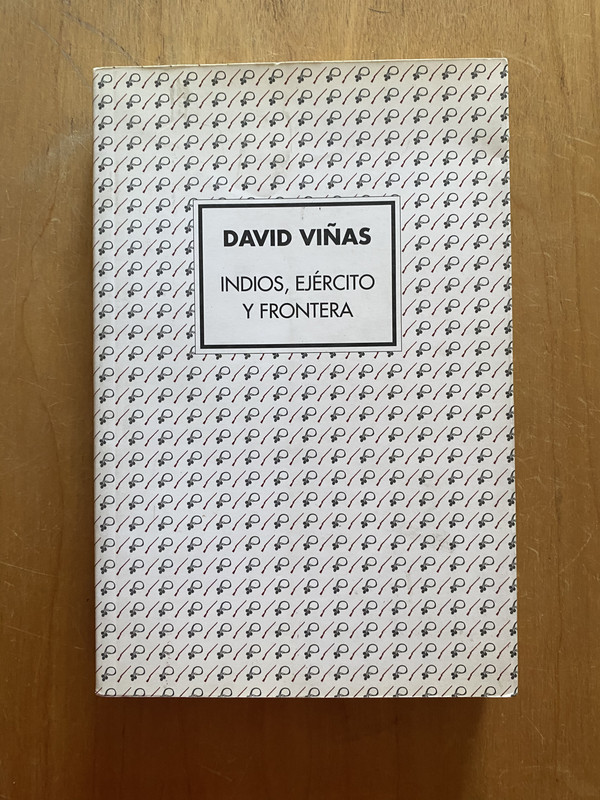 DAVID VIÑAS
INDIOS, EJÉRCITO
Y FRONTERA